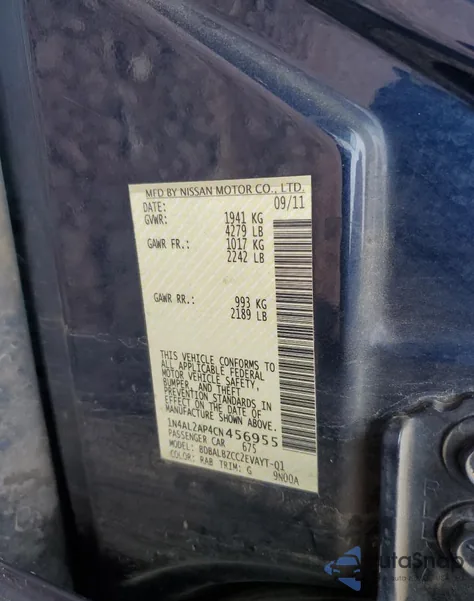 MFD BY NISSAN MOTOR CO., LTD.
DATE: 09/11
GVWR: 1941 KG
4279 LB
GAWR FR.: 1017 KG
2242 LB
GAWR RR.: 993 KG
2189 LB
THIS VEHICLE CONFORMS TO
ALL APPLICABLE FEDERAL
MOTOR VEHICLE SAFETY,
BUMPER, AND THEFT
PREVENTION STANDARDS IN
EFFECT ON THE DATE OF
MANUFACTURE SHOWN ABOVE.
1N4AL2AP4CN456955
PASSENGER CAR 675
MODEL: BDBALBZCC2EVAYT-Q1
COLOR: RAB TRIM: G 9N00A
AutoSnap